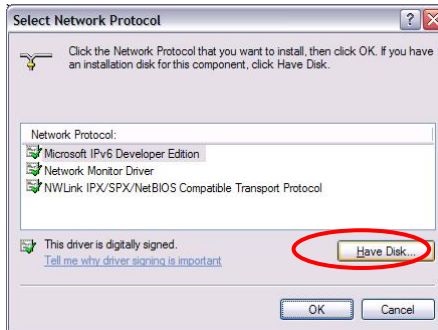 Select Network Protocol
?
Click the Network Protocol that you want to install, then click OK. If you have
an installation disk for this component, click Have Disk.
Network Protocol:
Microsoft IPv6 Developer Edition
Network Monitor Driver
NWLink IPX/SPX/NetBIOS Compatible Transport Protocol
This driver is digitally signed.
Tell me why driver signing is important
Have Disk...
OK
Cancel